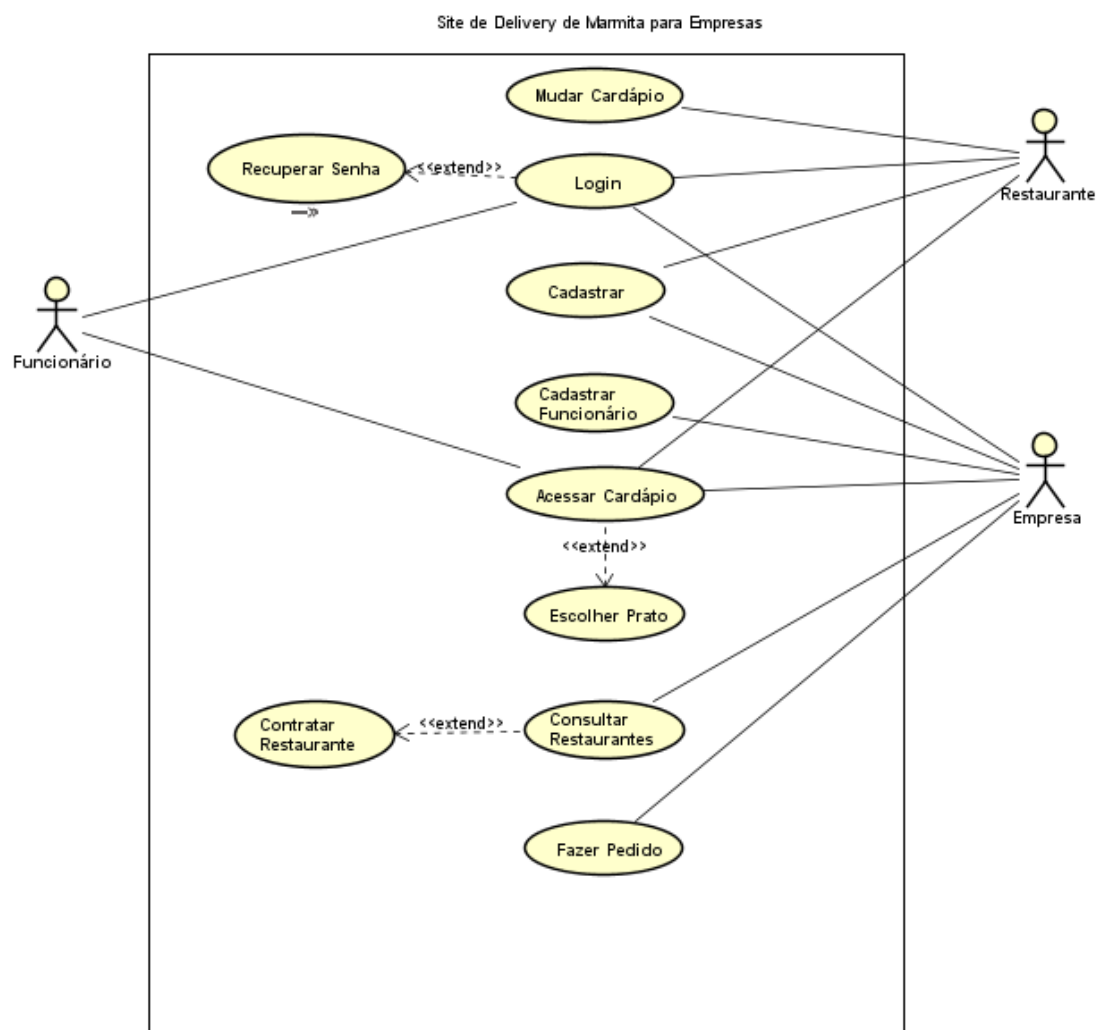 Site de Delivery de Marmita para Empresas
Mudar Cardápio
Recuperar Senha
<<extend>>
Login
Restaurante
Cadastrar
Funcionário
Cadastrar
Funcionário
Acessar Cardápio
Empresa
<<extend>>
Escolher Prato
Contratar
Restaurante
<<extend>>
Consultar
Restaurantes
Fazer Pedido